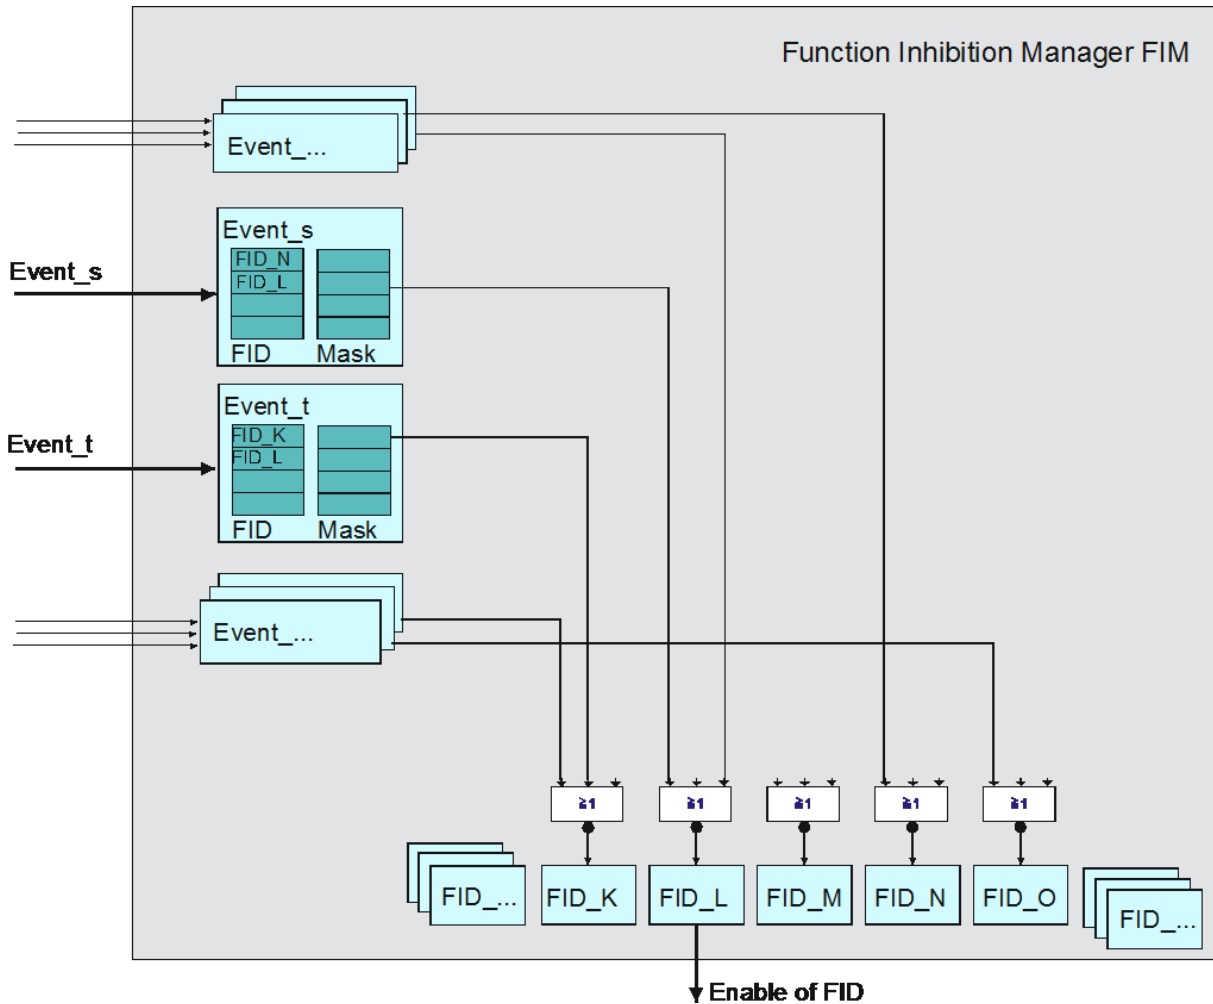 Function Inhibition Manager FIM
Event_...
Event_s
Event_s
FID_N
FID_L
FID Mask
Event_t
Event_t
FID_K
FID_L
FID Mask
Event_...
≧1 ≧1 ≧1 ≧1 ≧1
FID_... FID_K FID_L FID_M FID_N FID_O FID_...
Enable of FID